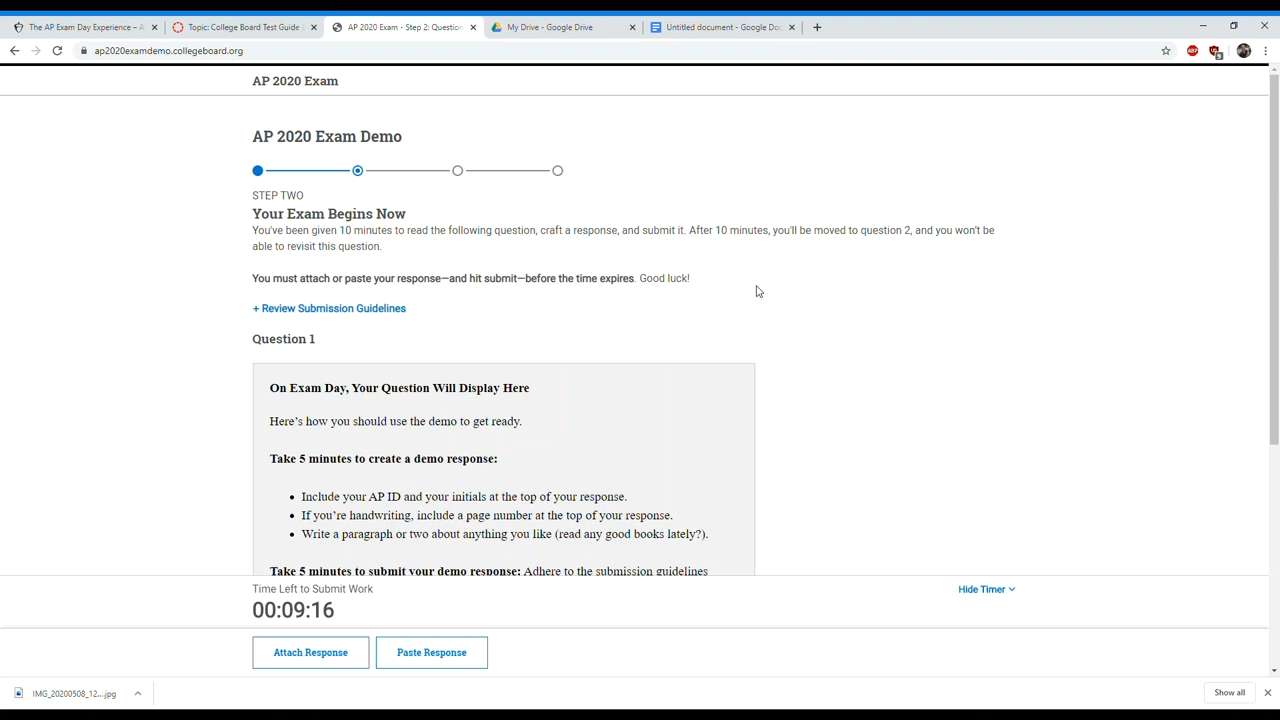 The AP Exam Day Experience – A
Topic: College Board Test Guide &
AP 2020 Exam - Step 2: Question
My Drive - Google Drive
Untitled document - Google Doc
ap2020examdemo.collegeboard.org
AP 2020 Exam
AP 2020 Exam Demo
STEP TWO
Your Exam Begins Now
You've been given 10 minutes to read the following question, craft a response, and submit it. After 10 minutes, you'll be moved to question 2, and you won't be
able to revisit this question.
You must attach or paste your response—and hit submit—before the time expires. Good luck!
+ Review Submission Guidelines
Question 1
On Exam Day, Your Question Will Display Here
Here's how you should use the demo to get ready.
Take 5 minutes to create a demo response:
• Include your AP ID and your initials at the top of your response.
• If you're handwriting, include a page number at the top of your response.
• Write a paragraph or two about anything you like (read any good books lately?).
Take 5 minutes to submit your demo response: Adhere to the submission guidelines
Time Left to Submit Work
Hide Timer
00:09:16
Attach Response
Paste Response
IMG_20200508_12....jpg
Show all